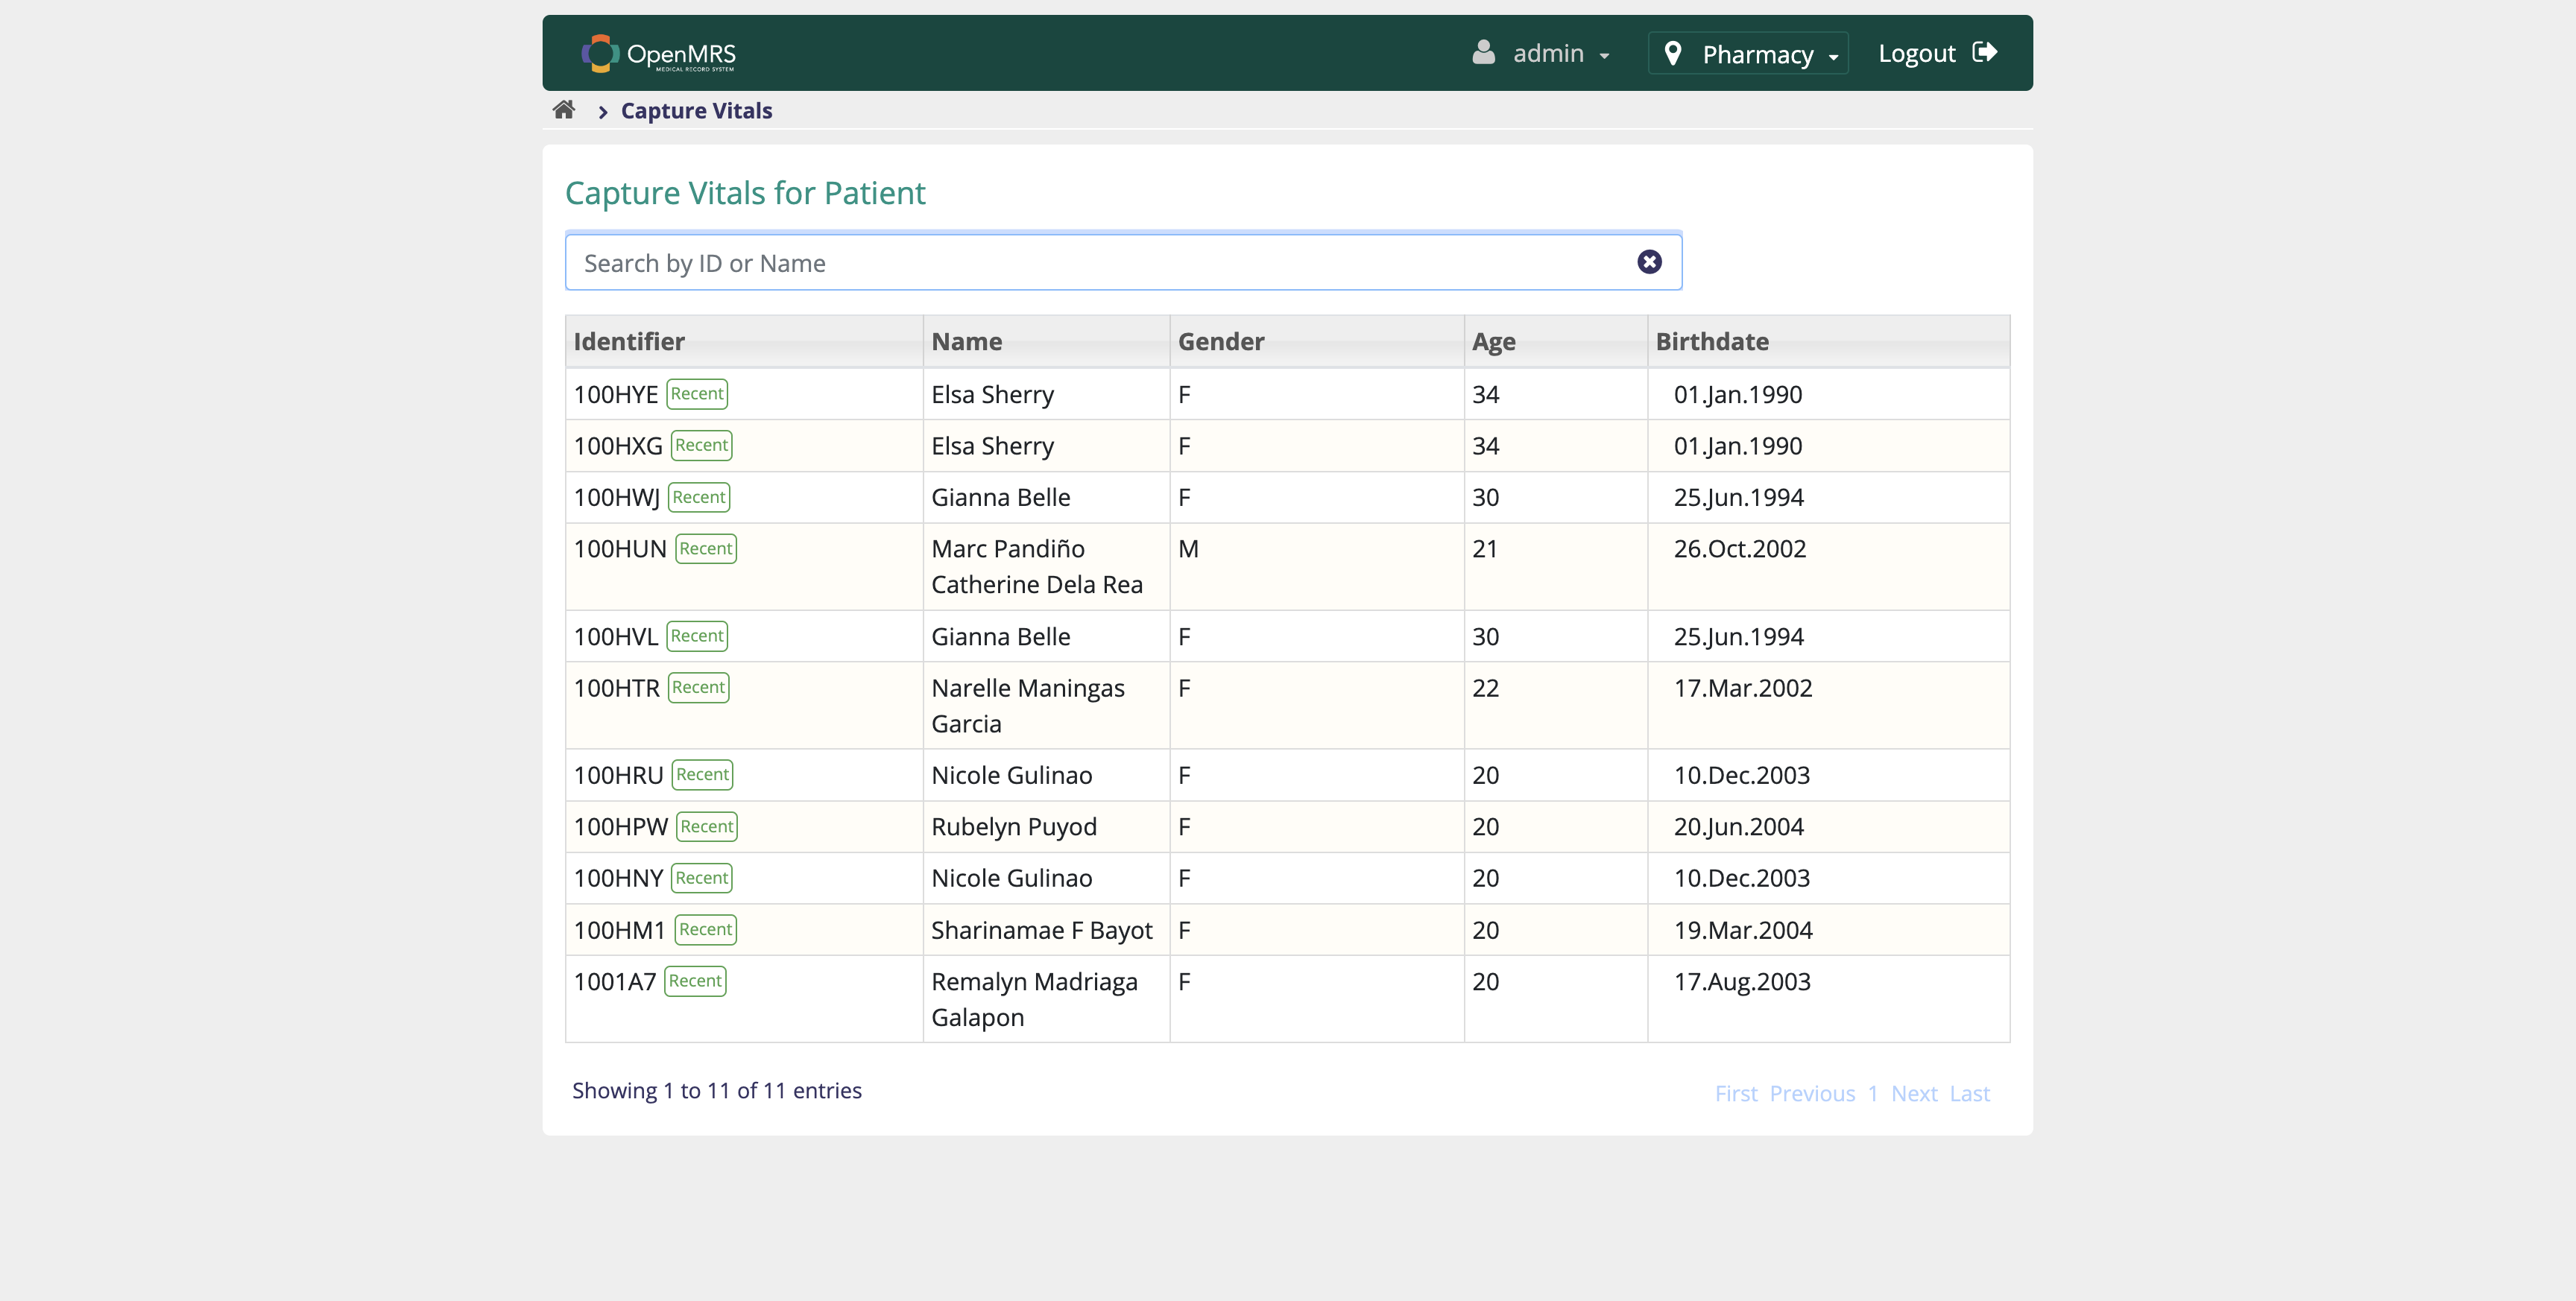 OpenMRS
MEDICAL RECORD SYSTEM
admin
Pharmacy
Logout
Capture Vitals
Capture Vitals for Patient
Search by ID or Name
Identifier Name Gender Age Birthdate
100HYE Recent Elsa Sherry F 34 01.Jan.1990
100HXG Recent Elsa Sherry F 34 01.Jan.1990
100HWJ Recent Gianna Belle F 30 25.Jun.1994
100HUN Recent Marc Pandiño M 21 26.Oct.2002
Catherine Dela Rea
100HVL Recent Gianna Belle F 30 25.Jun.1994
100HTR Recent Narelle Maningas F 22 17.Mar.2002
Garcia
100HRU Recent Nicole Gulinao F 20 10.Dec.2003
100HPW Recent Rubelyn Puyod F 20 20.Jun.2004
100HNY Recent Nicole Gulinao F 20 10.Dec.2003
100HM1 Recent Sharinamae F Bayot F 20 19.Mar.2004
1001A7 Recent Remalyn Madriaga F 20 17.Aug.2003
Galapon
Showing 1 to 11 of 11 entries
First Previous 1 Next Last